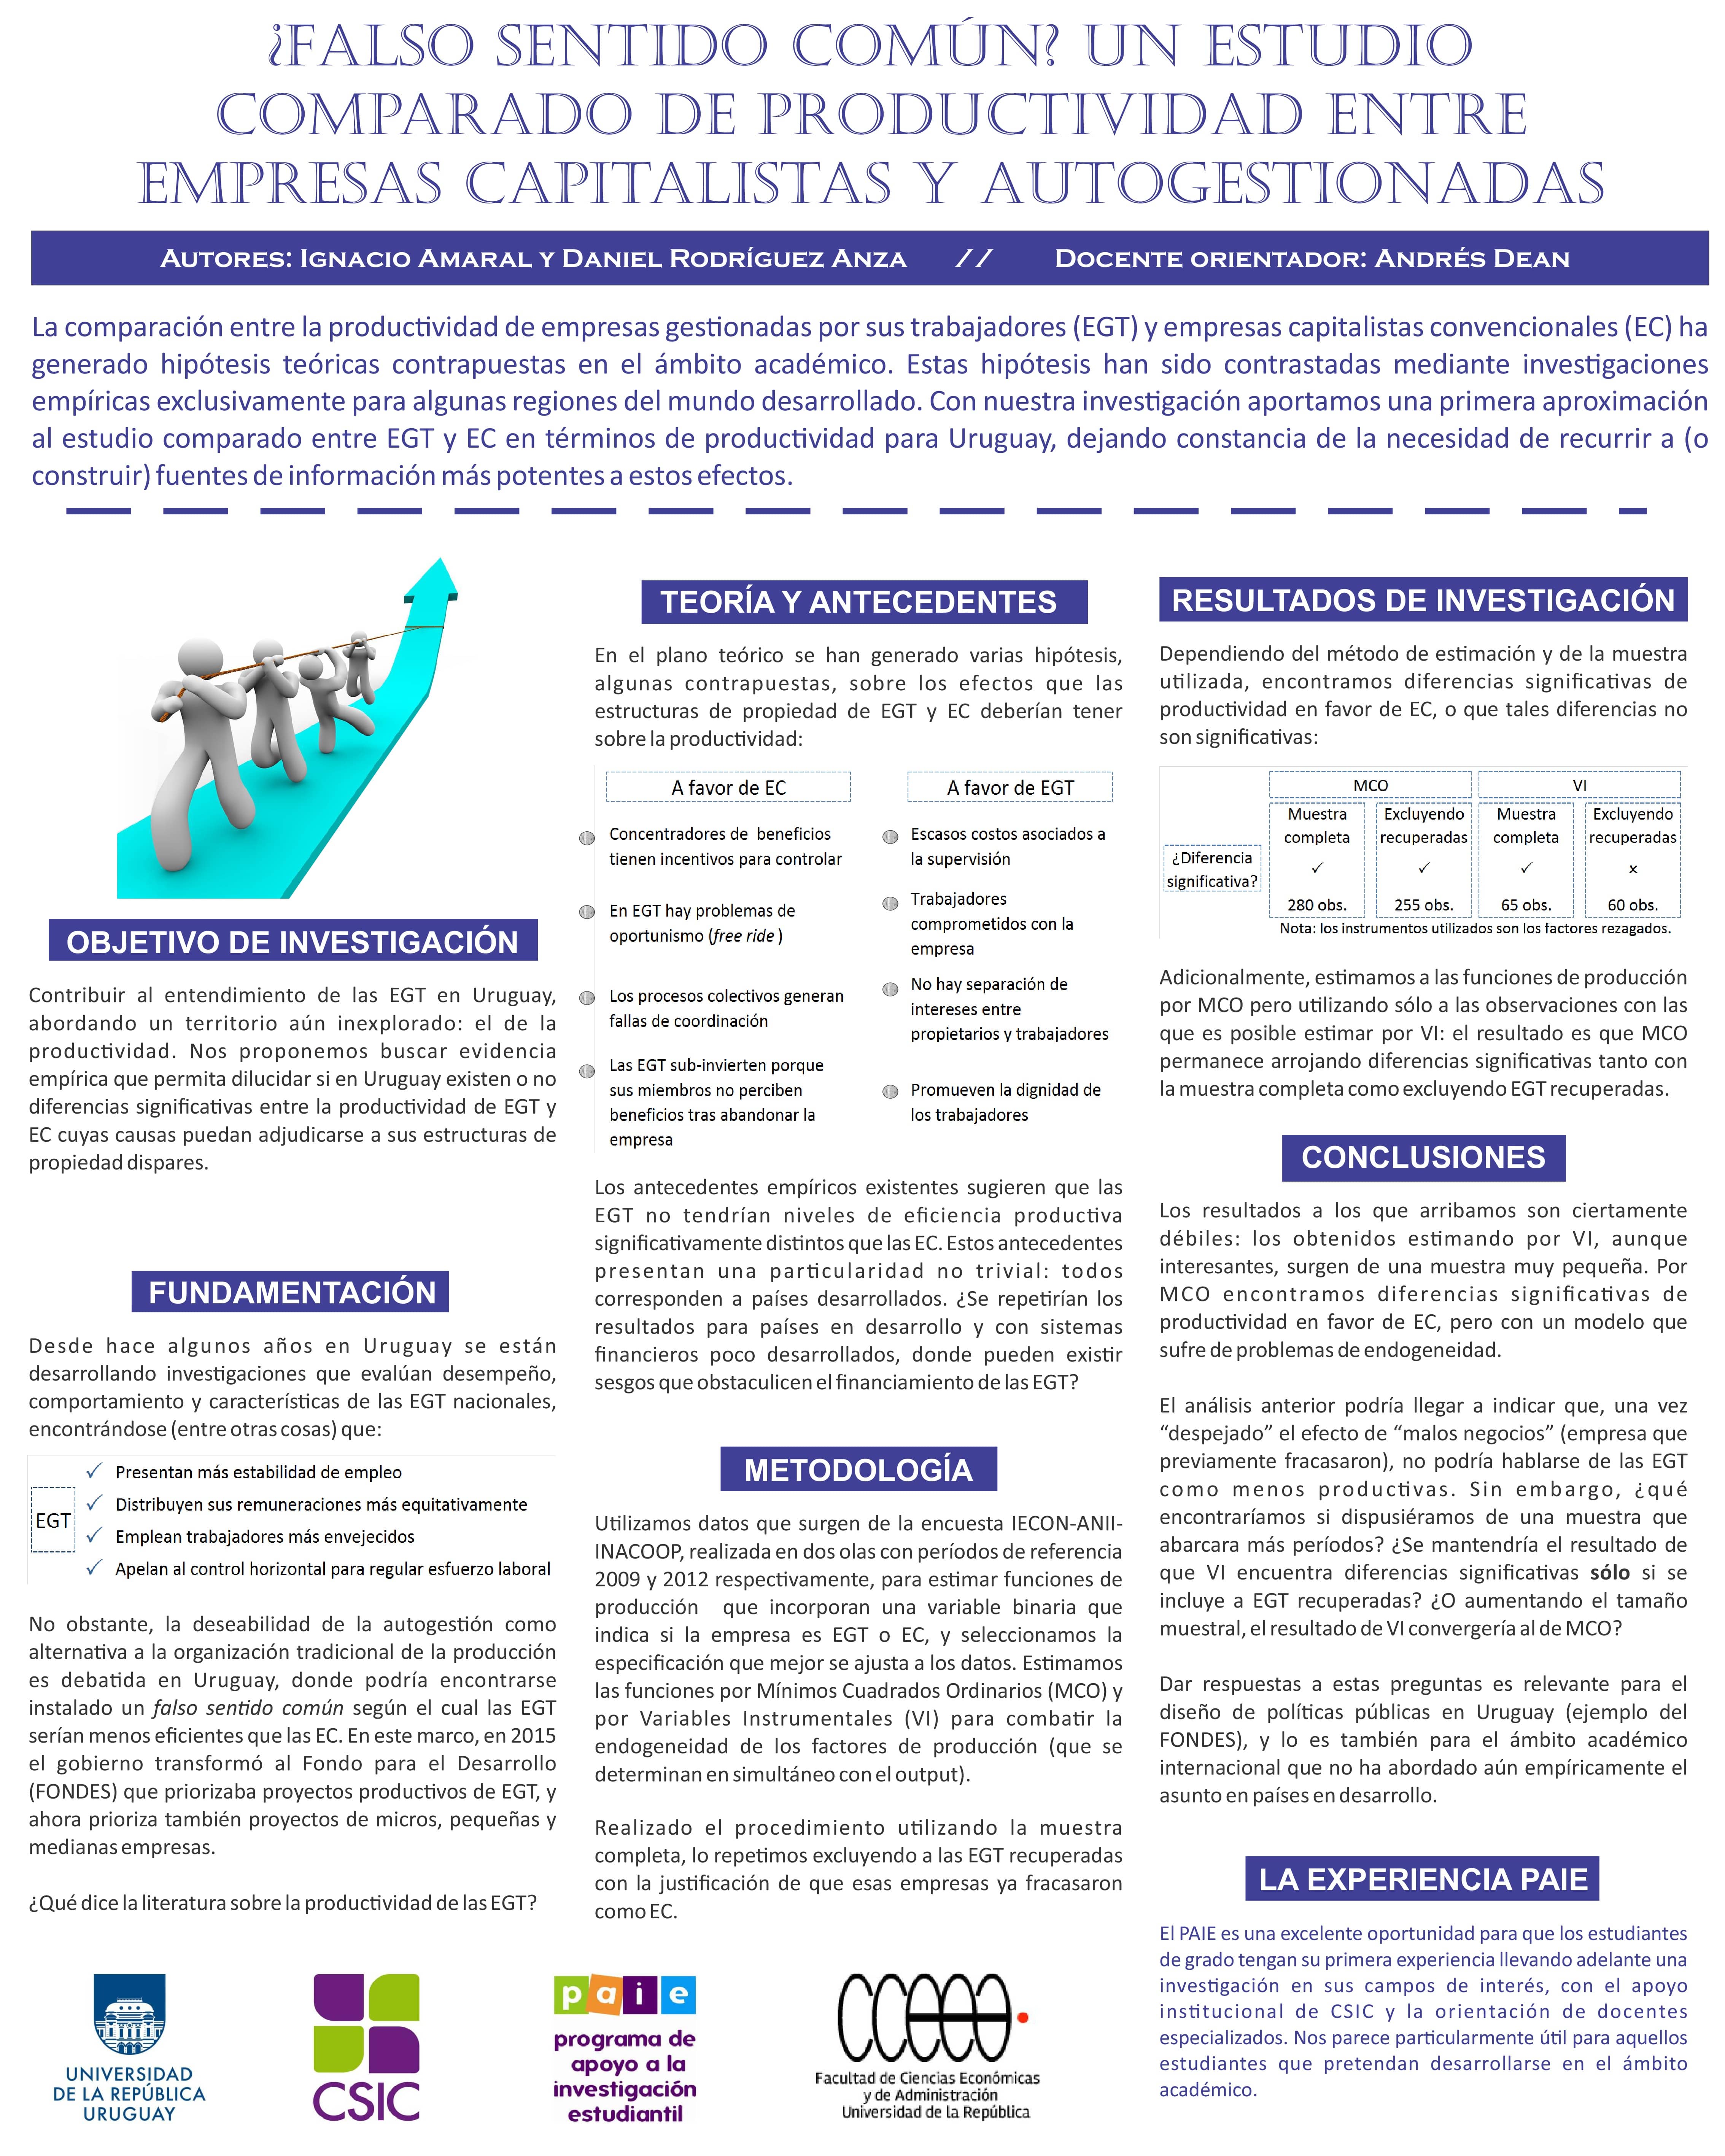 ¿FALSO SENTIDO COMÚN? UN ESTUDIO
COMPARADO DE PRODUCTIVIDAD ENTRE
EMPRESAS CAPITALISTAS Y AUTOGESTIONADAS
AUTORES: IGNACIO AMARAL Y DANIEL RODRÍGUEZ ANZA // DOCENTE ORIENTADOR: ANDRÉS DEAN
La comparación entre la productividad de empresas gestionadas por sus trabajadores (EGT) y empresas capitalistas convencionales (EC) ha
generado hipótesis teóricas contrapuestas en el ámbito académico. Estas hipótesis han sido contrastadas mediante investigaciones
empíricas exclusivamente para algunas regiones del mundo desarrollado. Con nuestra investigación aportamos una primera aproximación
al estudio comparado entre EGT y EC en términos de productividad para Uruguay, dejando constancia de la necesidad de recurrir a (o
construir) fuentes de información más potentes a estos efectos.
OBJETIVO DE INVESTIGACIÓN
Contribuir al entendimiento de las EGT en Uruguay,
abordando un territorio aún inexplorado: el de la
productividad. Nos proponemos buscar evidencia
empírica que permita dilucidar si en Uruguay existen o no
diferencias significativas entre la productividad de EGT y
EC cuyas causas puedan adjudicarse a sus estructuras de
propiedad dispares.
FUNDAMENTACIÓN
Desde hace algunos años en Uruguay se están
desarrollando investigaciones que evalúan desempeño,
comportamiento y características de las EGT nacionales,
encontrándose (entre otras cosas) que:
EGT
✓ Presentan más estabilidad de empleo
✓ Distribuyen sus remuneraciones más equitativamente
✓ Emplean trabajadores más envejecidos
✓ Apelan al control horizontal para regular esfuerzo laboral
No obstante, la deseabilidad de la autogestión como
alternativa a la organización tradicional de la producción
es debatida en Uruguay, donde podría encontrarse
instalado un falso sentido común según el cual las EGT
serían menos eficientes que las EC. En este marco, en 2015
el gobierno transformó al Fondo para el Desarrollo
(FONDES) que priorizaba proyectos productivos de EGT, y
ahora prioriza también proyectos de micros, pequeñas y
medianas empresas.
¿Qué dice la literatura sobre la productividad de las EGT?
TEORÍA Y ANTECEDENTES
En el plano teórico se han generado varias hipótesis,
algunas contrapuestas, sobre los efectos que las
estructuras de propiedad de EGT y EC deberían tener
sobre la productividad:
A favor de EC
Concentradores de beneficios
tienen incentivos para controlar
En EGT hay problemas de
oportunismo (free ride )
Los procesos colectivos generan
fallas de coordinación
Las EGT sub-invierten porque
sus miembros no perciben
beneficios tras abandonar la
empresa
A favor de EGT
Escasos costos asociados a
la supervisión
Trabajadores
comprometidos con la
empresa
No hay separación de
intereses entre
propietarios y trabajadores
Promueven la dignidad de
los trabajadores
Los antecedentes empíricos existentes sugieren que las
EGT no tendrían niveles de eficiencia productiva
significativamente distintos que las EC. Estos antecedentes
presentan una particularidad no trivial: todos
corresponden a países desarrollados. ¿Se repetirían los
resultados para países en desarrollo y con sistemas
financieros poco desarrollados, donde pueden existir
sesgos que obstaculicen el financiamiento de las EGT?
METODOLOGÍA
Utilizamos datos que surgen de la encuesta IECON-ANII-
INACOOP, realizada en dos olas con períodos de referencia
2009 y 2012 respectivamente, para estimar funciones de
producción que incorporan una variable binaria que
indica si la empresa es EGT o EC, y seleccionamos la
especificación que mejor se ajusta a los datos. Estimamos
las funciones por Mínimos Cuadrados Ordinarios (MCO) y
por Variables Instrumentales (VI) para combatir la
endogeneidad de los factores de producción (que se
determinan en simultáneo con el output).
Realizado el procedimiento utilizando la muestra
completa, lo repetimos excluyendo a las EGT recuperadas
con la justificación de que esas empresas ya fracasaron
como EC.
RESULTADOS DE INVESTIGACIÓN
Dependiendo del método de estimación y de la muestra
utilizada, encontramos diferencias significativas de
productividad en favor de EC, o que tales diferencias no
son significativas:
MCO VI
Muestra Excluyendo Muestra Excluyendo
completa recuperadas completa recuperadas
¿Diferencia
significativa?
✓ ✓ ✓ x
280 obs. 255 obs. 65 obs. 60 obs.
Nota: los instrumentos utilizados son los factores rezagados.
Adicionalmente, estimamos a las funciones de producción
por MCO pero utilizando sólo a las observaciones con las
que es posible estimar por VI: el resultado es que MCO
permanece arrojando diferencias significativas tanto con
la muestra completa como excluyendo EGT recuperadas.
CONCLUSIONES
Los resultados a los que arribamos son ciertamente
débiles: los obtenidos estimando por VI, aunque
interesantes, surgen de una muestra muy pequeña. Por
MCO encontramos diferencias significativas de
productividad en favor de EC, pero con un modelo que
sufre de problemas de endogeneidad.
El análisis anterior podría llegar a indicar que, una vez
“despejado” el efecto de “malos negocios” (empresa que
previamente fracasaron), no podría hablarse de las EGT
como menos productivas. Sin embargo, ¿qué
encontraríamos si dispusiéramos de una muestra que
abarcara más períodos? ¿Se mantendría el resultado de
que VI encuentra diferencias significativas sólo si se
incluye a EGT recuperadas? ¿O aumentando el tamaño
muestral, el resultado de VI convergería al de MCO?
Dar respuestas a estas preguntas es relevante para el
diseño de políticas públicas en Uruguay (ejemplo del
FONDES), y lo es también para el ámbito académico
internacional que no ha abordado aún empíricamente el
asunto en países en desarrollo.
LA EXPERIENCIA PAIE
El PAIE es una excelente oportunidad para que los estudiantes
de grado tengan su primera experiencia llevando adelante una
investigación en sus campos de interés, con el apoyo
institucional de CSIC y la orientación de docentes
especializados. Nos parece particularmente útil para aquellos
estudiantes que pretendan desarrollarse en el ámbito
académico.
UNIVERSIDAD
DE LA REPÚBLICA
URUGUAY
CSIC
paie
programa de
apoyo a la
investigación
estudiantil
ccea
Facultad de Ciencias Económicas
y de Administración
Universidad de la República